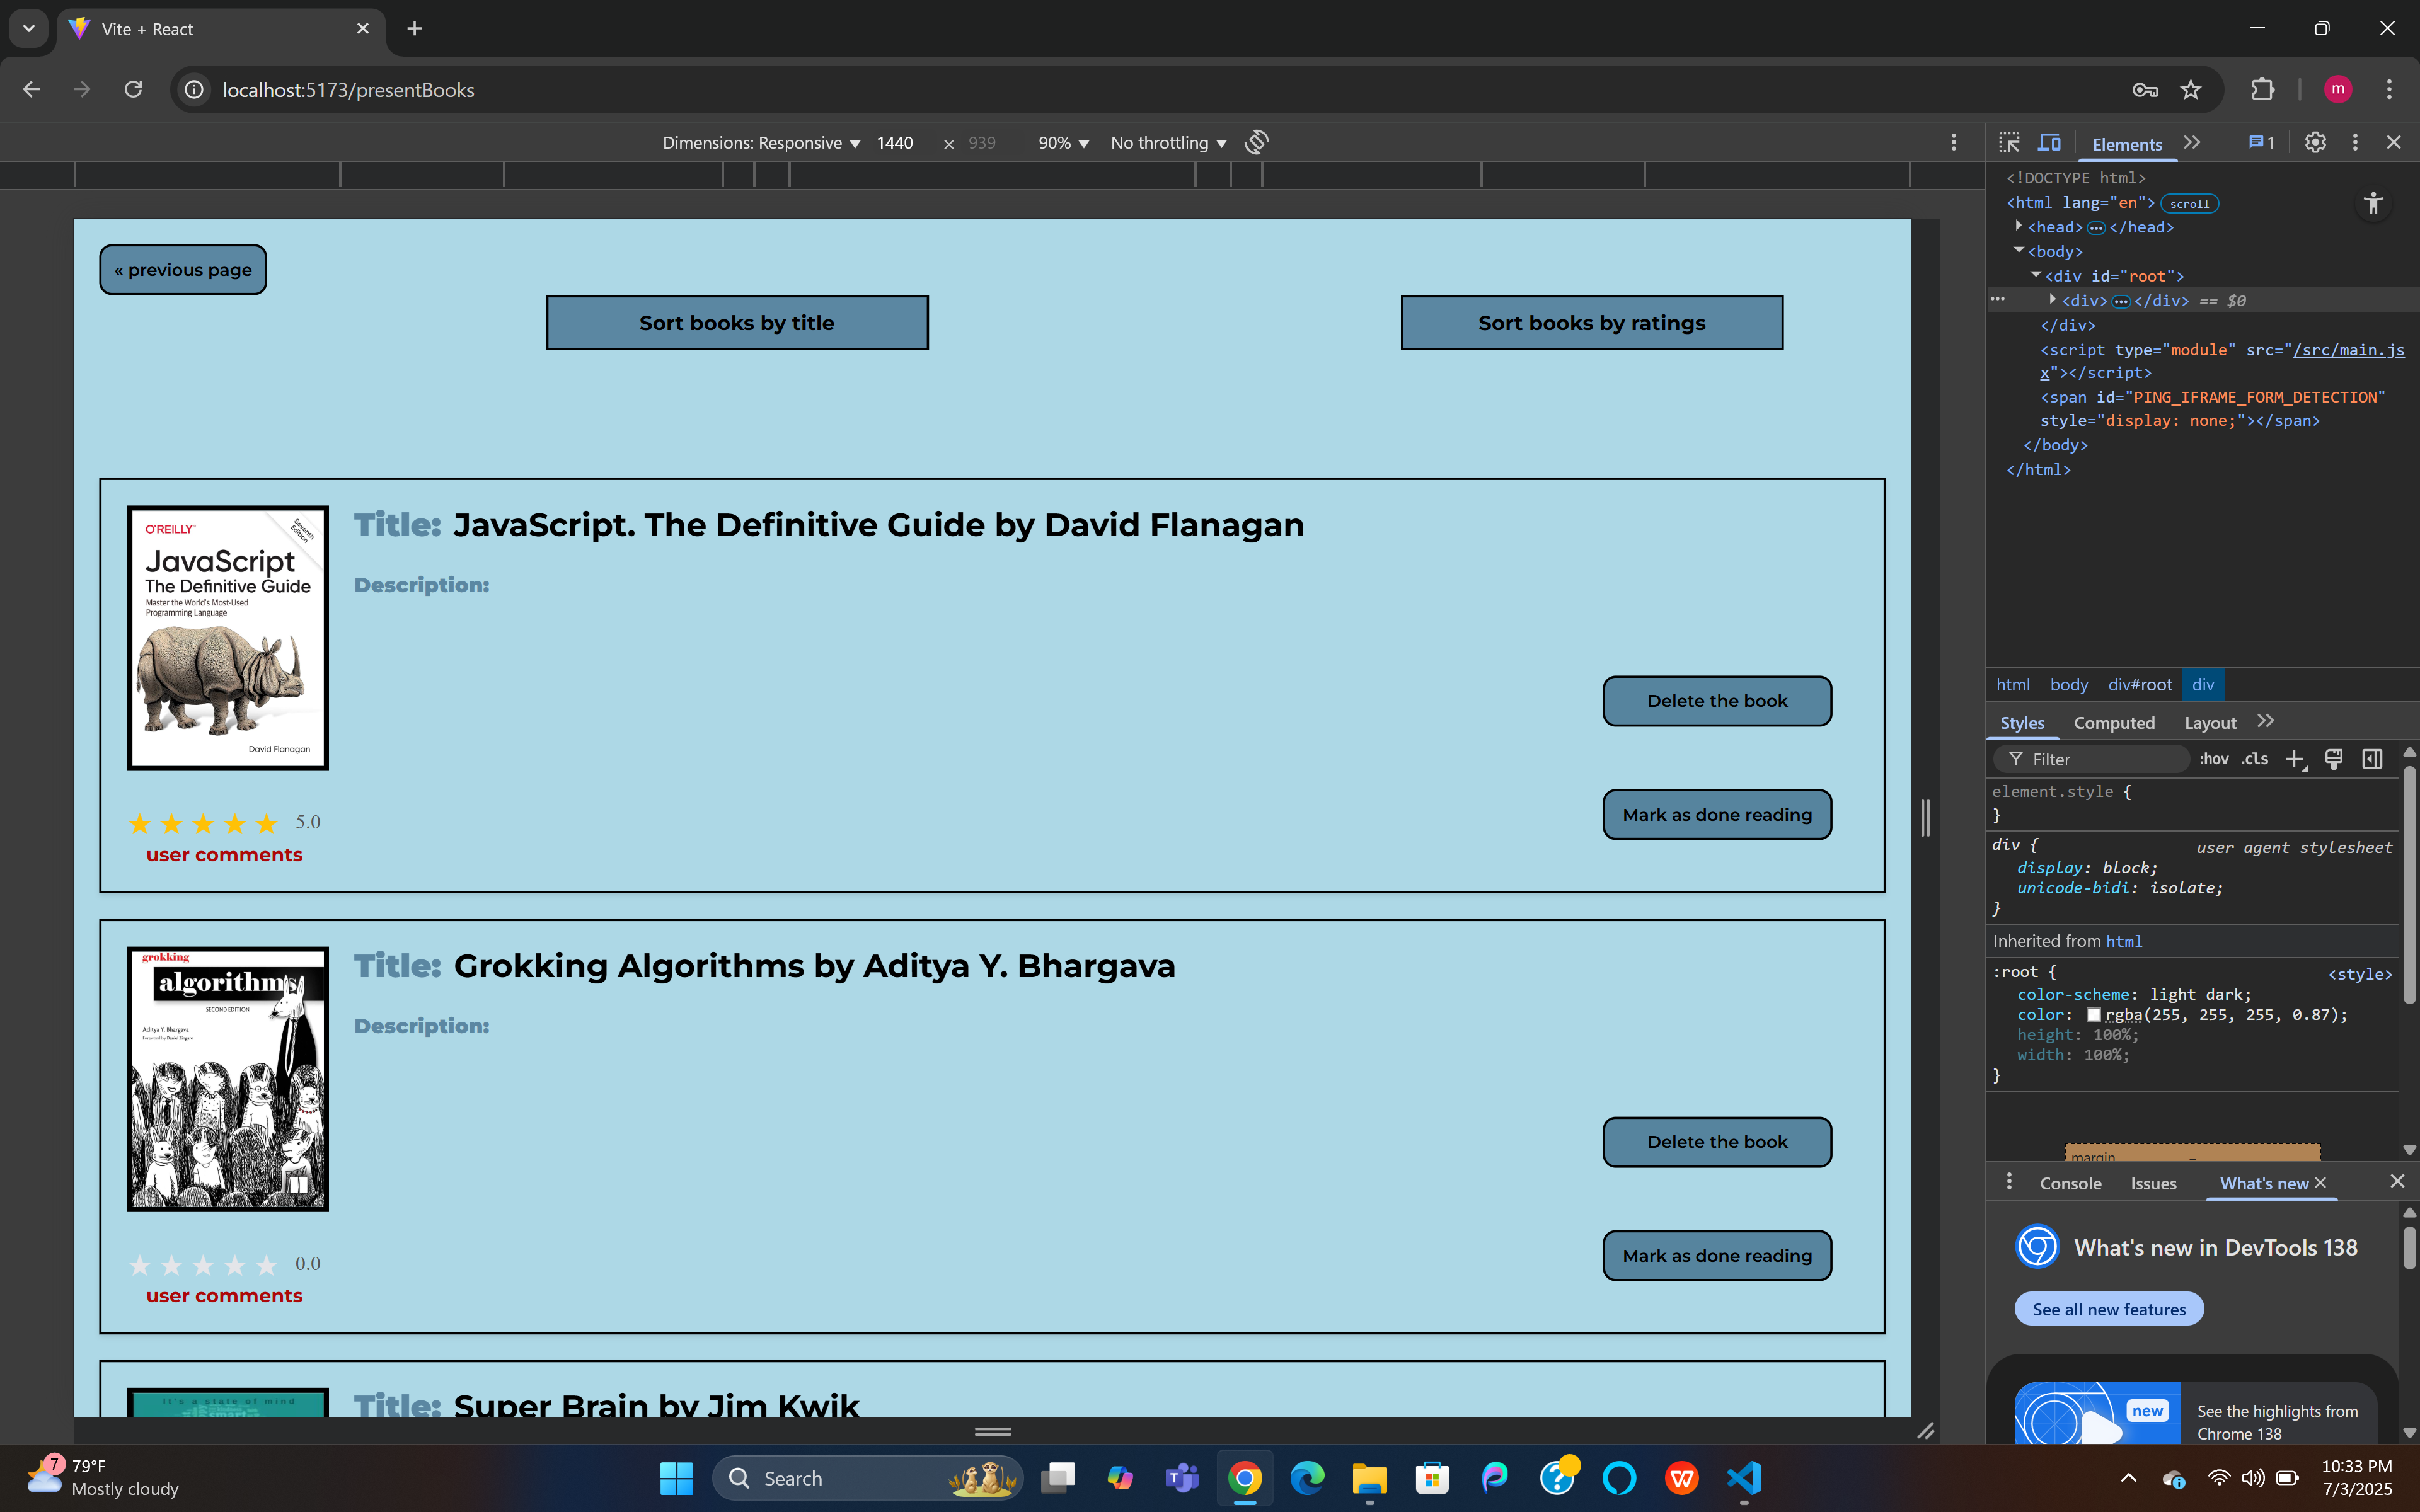 Vite + React
localhost:5173/presentBooks
m
Dimensions: Responsive 1440 × 939 90% No throttling
Elements 1
« previous page
Sort books by title
Sort books by ratings
O'REILLY®
Seventh
Edition
JavaScript
The Definitive Guide
Master the World's Most-Used
Programming Language
David Flanagan
Title: JavaScript. The Definitive Guide by David Flanagan
Description:
Delete the book
Mark as done reading
5.0
user comments
grokking
algorithms
SECOND EDITION
Aditya Y. Bhargava
Foreword by Daniel Zingaro
Title: Grokking Algorithms by Aditya Y. Bhargava
Description:
Delete the book
Mark as done reading
0.0
user comments
It's a state of mind
Title: Super Brain by Jim Kwik
<!DOCTYPE html>
<html lang="en"> scroll
<head> ••• </head>
<body>
<div id="root">
••• <div> ••• </div> == $0
</div>
<script type="module" src="/src/main.js
x"></script>
<span id="PING_IFRAME_FORM_DETECTION"
style="display: none;"></span>
</body>
</html>
html body div#root div
Styles Computed Layout
Filter :hov .cls
element.style {
}
div { user agent stylesheet
display: block;
unicode-bidi: isolate;
}
Inherited from html
:root { <style>
color-scheme: light dark;
color: rgba(255, 255, 255, 0.87);
height: 100%;
width: 100%;
}
margin –
Console Issues What's new
What's new in DevTools 138
See all new features
new
See the highlights from
Chrome 138
7
79°F
Mostly cloudy
Search
10:33 PM
7/3/2025